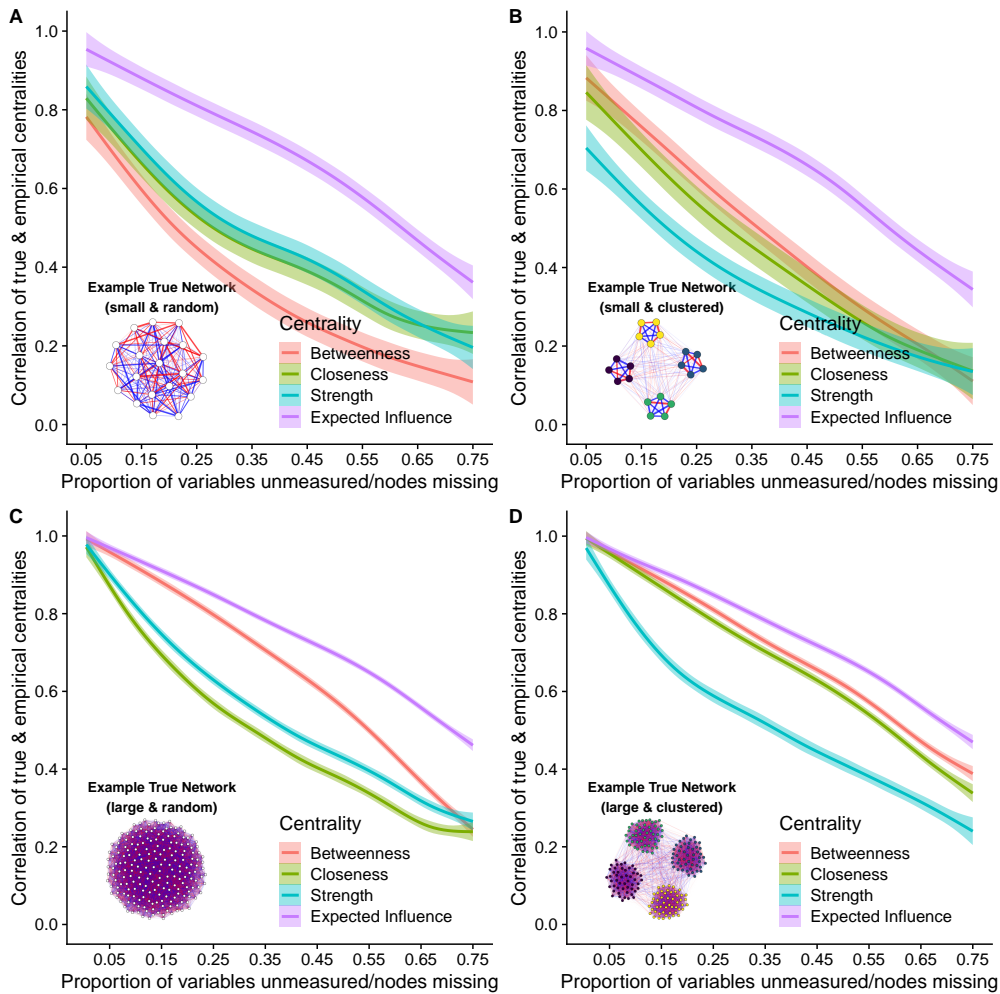 A
Correlation of true & empirical centralities
1.0
0.8
0.6
0.4
0.2
0.0
Example True Network
(small & random)
Centrality
Betweenness
Closeness
Strength
Expected Influence
0.05 0.15 0.25 0.35 0.45 0.55 0.65 0.75
Proportion of variables unmeasured/nodes missing
B
Correlation of true & empirical centralities
1.0
0.8
0.6
0.4
0.2
0.0
Example True Network
(small & clustered)
Centrality
Betweenness
Closeness
Strength
Expected Influence
0.05 0.15 0.25 0.35 0.45 0.55 0.65 0.75
Proportion of variables unmeasured/nodes missing
C
Correlation of true & empirical centralities
1.0
0.8
0.6
0.4
0.2
0.0
Example True Network
(large & random)
Centrality
Betweenness
Closeness
Strength
Expected Influence
0.05 0.15 0.25 0.35 0.45 0.55 0.65 0.75
Proportion of variables unmeasured/nodes missing
D
Correlation of true & empirical centralities
1.0
0.8
0.6
0.4
0.2
0.0
Example True Network
(large & clustered)
Centrality
Betweenness
Closeness
Strength
Expected Influence
0.05 0.15 0.25 0.35 0.45 0.55 0.65 0.75
Proportion of variables unmeasured/nodes missing